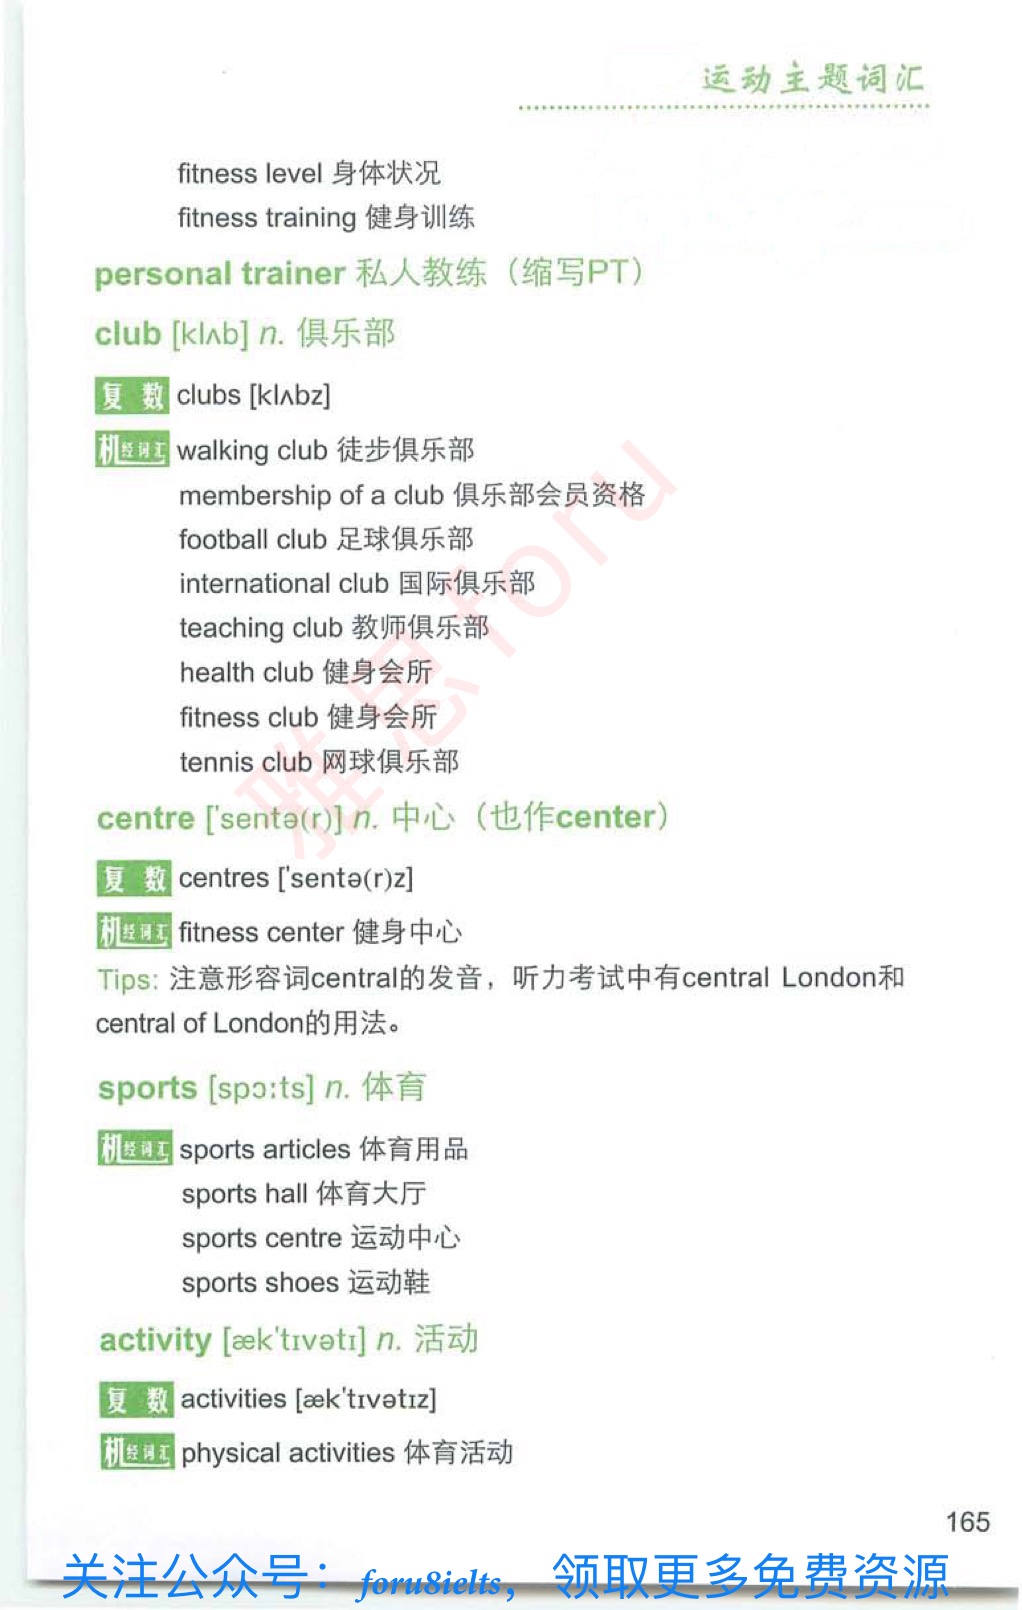 运动主题词汇
fitness level 身体状况
fitness training 健身训练
personal trainer 私人教练（缩写PT）
club [klʌb] n. 俱乐部
复数 clubs [klʌbz]
机经词汇 walking club 徒步俱乐部
membership of a club 俱乐部会员资格
football club 足球俱乐部
international club 国际俱乐部
teaching club 教师俱乐部
health club 健身会所
fitness club 健身会所
tennis club 网球俱乐部
centre ['sentə(r)] n. 中心（也作center）
复数 centres ['sentə(r)z]
机经词汇 fitness center 健身中心
Tips: 注意形容词central的发音，听力考试中有central London和
central of London的用法。
sports [spɔːts] n. 体育
机经词汇 sports articles 体育用品
sports hall 体育大厅
sports centre 运动中心
sports shoes 运动鞋
activity [æk'tɪvətɪ] n. 活动
复数 activities [æk'tɪvətɪz]
机经词汇 physical activities 体育活动
165
关注公众号：foru8ielts，领取更多免费资源
雅思foru